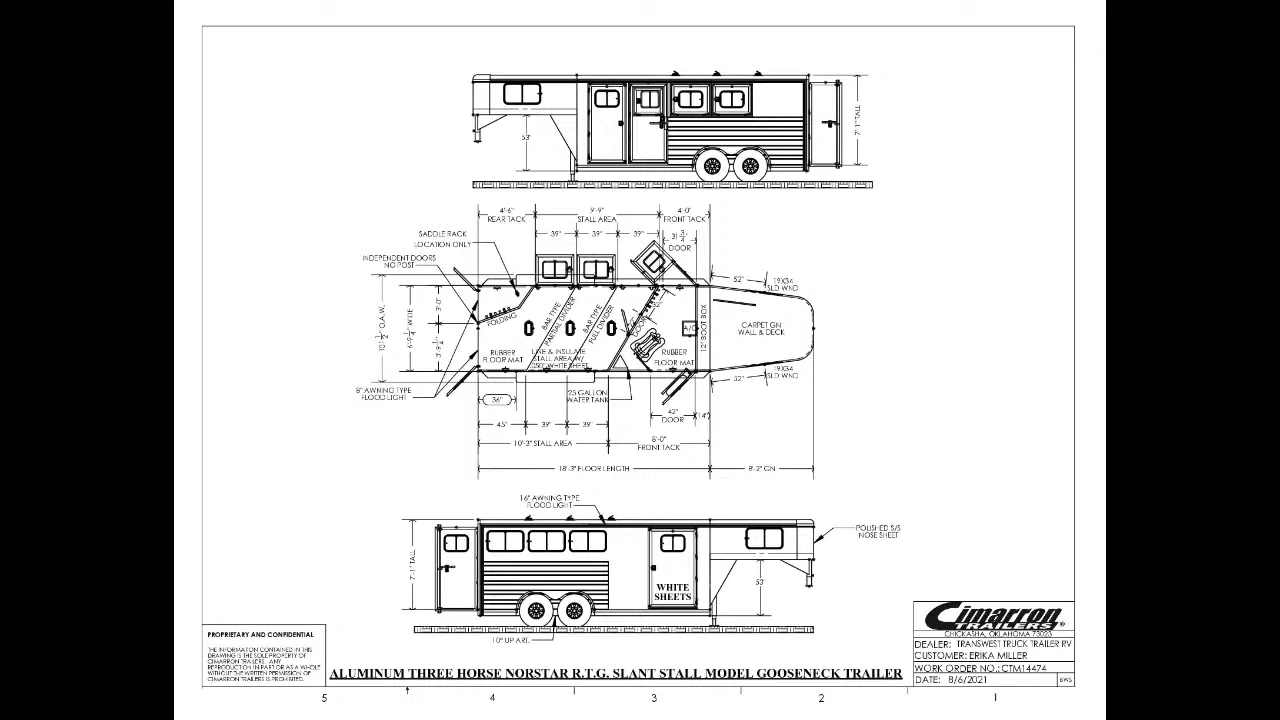 53"
7'-1" TALL
4'-6"
REAR TACK
9'-9"
STALL AREA
4'-0"
FRONT TACK
39"
39"
39"
DOOR
SADDLE RACK
LOCATION ONLY
INDEPENDENT DOORS
NO POST
52"
19X34
SLD WND
6'-9 1/4" WIDE
3'-0"
FOLDING
BAR TYPE
PARTIAL DIVIDER
BAR TYPE
FULL DIVIDER
A/C
12" BOOT BOX
CARPET GN
WALL & DECK
RUBBER
FLOOR MAT
LINE & INSULATE
STALL AREA W/
.050" WHITE SHEET
RUBBER
FLOOR MAT
19X34
SLD WND
52"
8" AWNING TYPE
FLOOD LIGHT
25 GALLON
WATER TANK
36"
42"
DOOR
14"
45"
39"
39"
10'-3" STALL AREA
8'-0"
FRONT TACK
18'-3" FLOOR LENGTH
8'-2" GN
16" AWNING TYPE
FLOOD LIGHT
POLISHED S/S
NOSE SHEET
7'-1" TALL
53"
WHITE
SHEETS
10" UP ART.
PROPRIETARY AND CONFIDENTIAL
THE INFORMATION CONTAINED IN THIS
DRAWING IS THE SOLE PROPERTY OF
CIMARRON TRAILERS. ANY
REPRODUCTION IN PART OR AS A WHOLE
WITHOUT THE WRITTEN PERMISSION OF
CIMARRON TRAILERS IS PROHIBITED.
ALUMINUM THREE HORSE NORSTAR R.T.G. SLANT STALL MODEL GOOSENECK TRAILER
Cimarron
TRAILERS®
CHICKASHA, OKLAHOMA 73023
DEALER: TRANSWEST TRUCK TRAILER RV
CUSTOMER: ERIKA MILLER
WORK ORDER NO.: CTM14474
DATE: 8/6/2021
BWS
5 4 3 2 1